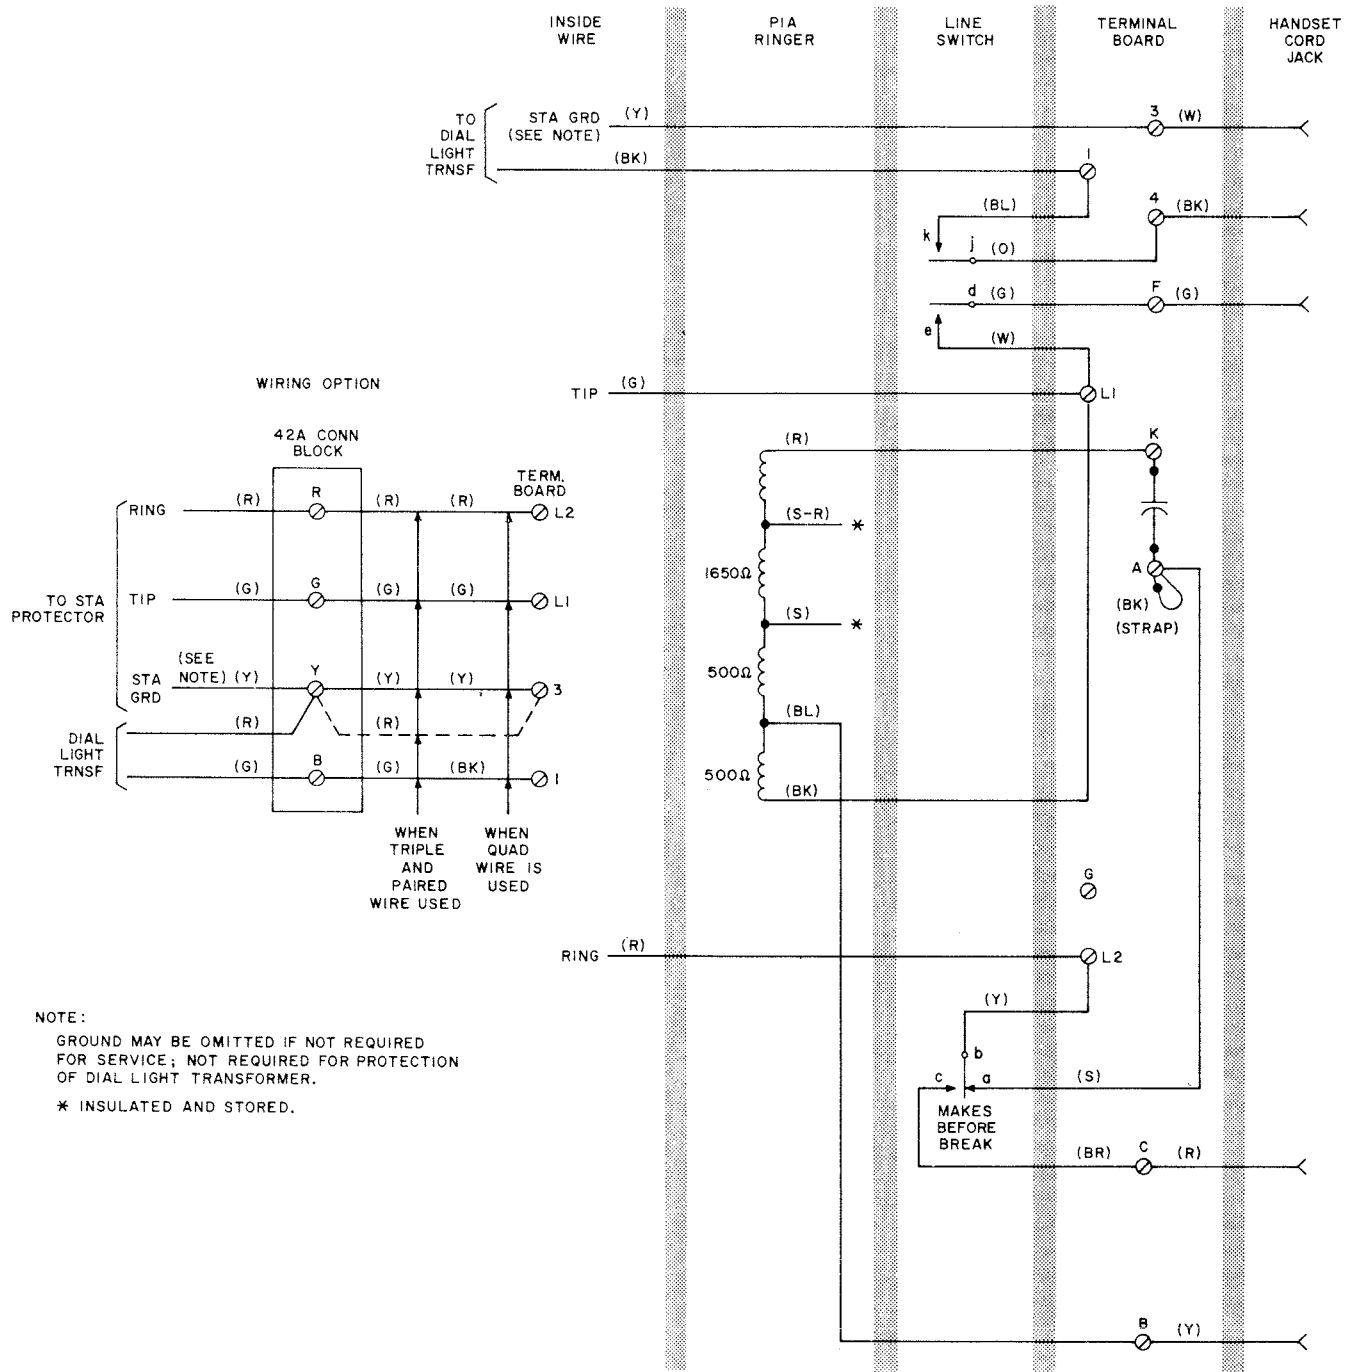 INSIDE
WIRE
PIA
RINGER
LINE
SWITCH
TERMINAL
BOARD
HANDSET
CORD
JACK
TO
DIAL
LIGHT
TRNSF
STA GRD
(SEE NOTE)
(Y)
(BK)
3
(W)
1
(BL)
4
(BK)
k
j
(O)
d
(G)
F
(G)
e
(W)
TIP
(G)
L1
(R)
K
(S-R)
*
1650Ω
A
(BK)
(STRAP)
(S)
*
500Ω
(BL)
500Ω
(BK)
G
RING
(R)
L2
(Y)
b
c
a
(S)
MAKES
BEFORE
BREAK
(BR)
C
(R)
B
(Y)
WIRING OPTION
42A CONN
BLOCK
TERM.
BOARD
TO STA
PROTECTOR
RING
(R)
R
(R)
(R)
L2
TIP
(G)
G
(G)
(G)
L1
STA
GRD
(SEE
NOTE)
(Y)
Y
(Y)
(Y)
3
DIAL
LIGHT
TRNSF
(R)
(R)
(G)
B
(G)
(BK)
1
WHEN
TRIPLE
AND
PAIRED
WIRE USED
WHEN
QUAD
WIRE IS
USED
NOTE:
GROUND MAY BE OMITTED IF NOT REQUIRED
FOR SERVICE; NOT REQUIRED FOR PROTECTION
OF DIAL LIGHT TRANSFORMER.
* INSULATED AND STORED.